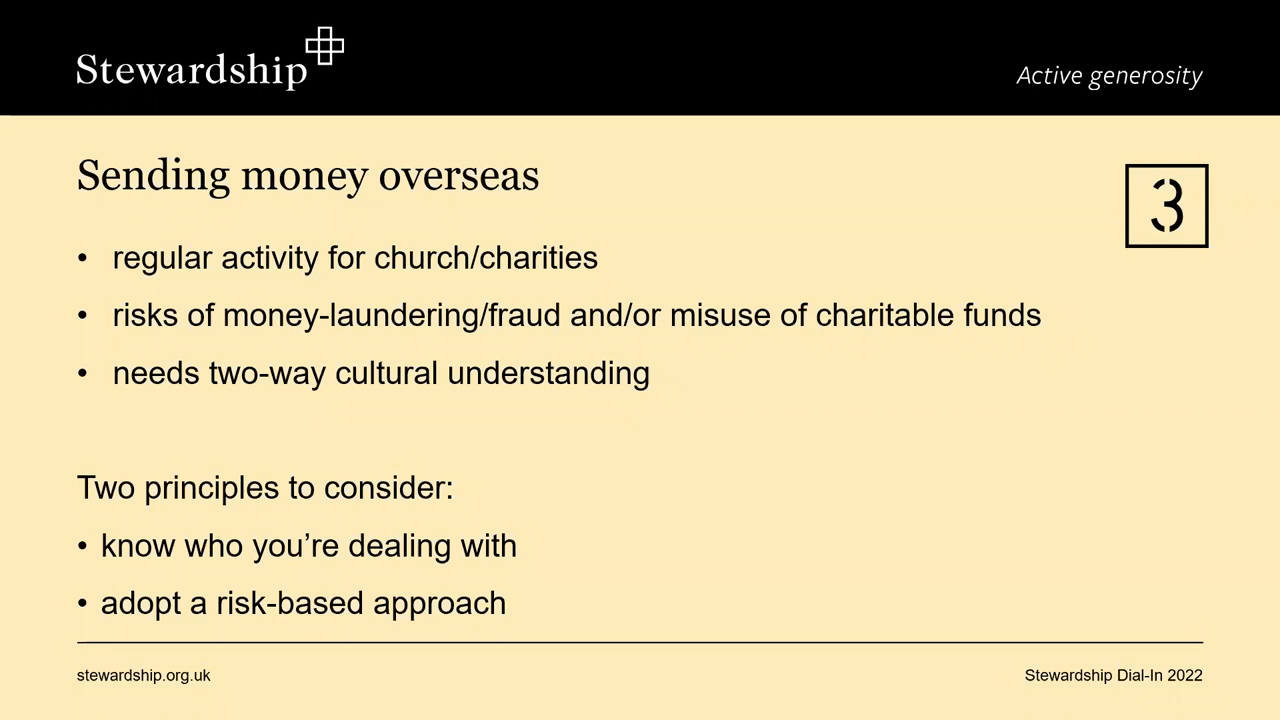 Stewardship
Active generosity
Sending money overseas
3
• regular activity for church/charities
• risks of money-laundering/fraud and/or misuse of charitable funds
• needs two-way cultural understanding
Two principles to consider:
• know who you’re dealing with
• adopt a risk-based approach
stewardship.org.uk
Stewardship Dial-In 2022